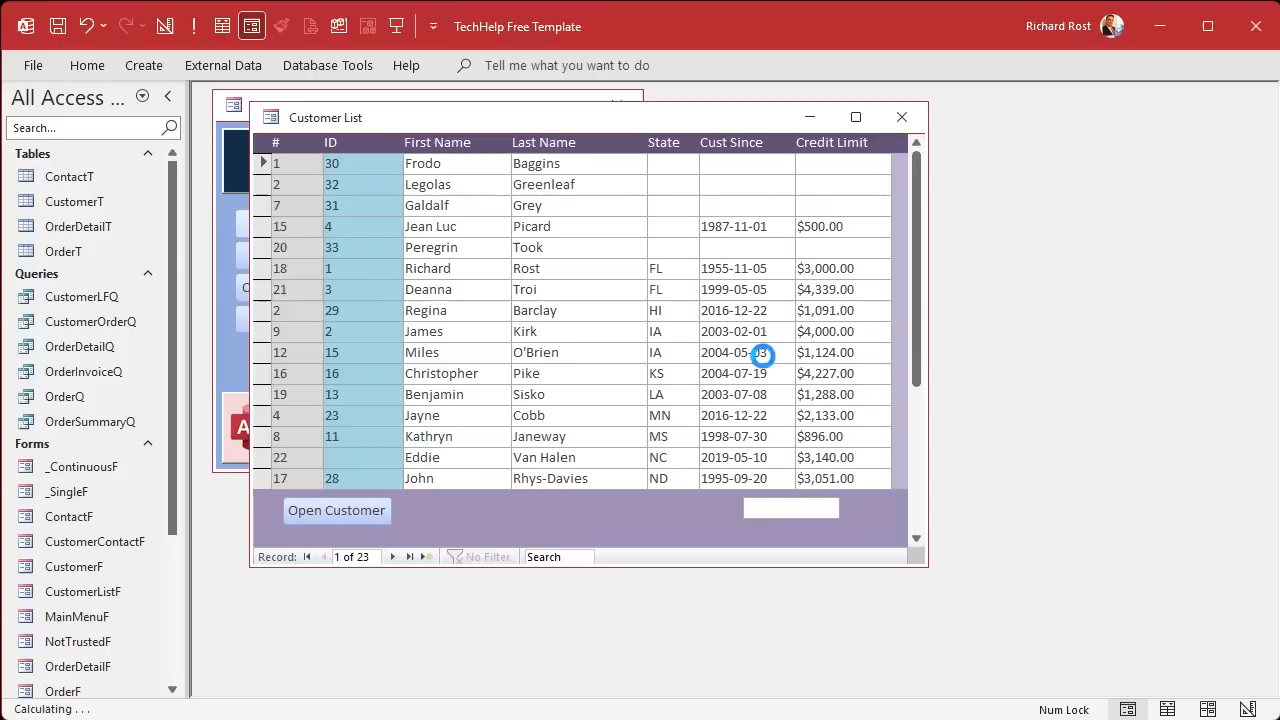 TechHelp Free Template
Richard Rost
File Home Create External Data Database Tools Help Tell me what you want to do
All Access ...
Search...
Tables
ContactT
CustomerT
OrderDetailT
OrderT
Queries
CustomerLFQ
CustomerOrderQ
OrderDetailQ
OrderInvoiceQ
OrderQ
OrderSummaryQ
Forms
_ContinuousF
_SingleF
ContactF
CustomerContactF
CustomerF
CustomerListF
MainMenuF
NotTrustedF
OrderDetailF
OrderF
Customer List
# ID First Name Last Name State Cust Since Credit Limit
1 30 Frodo Baggins
2 32 Legolas Greenleaf
7 31 Galdalf Grey
15 4 Jean Luc Picard 1987-11-01 $500.00
20 33 Peregrin Took
18 1 Richard Rost FL 1955-11-05 $3,000.00
21 3 Deanna Troi FL 1999-05-05 $4,339.00
2 29 Regina Barclay HI 2016-12-22 $1,091.00
9 2 James Kirk IA 2003-02-01 $4,000.00
12 15 Miles O'Brien IA 2004-05-03 $1,124.00
16 16 Christopher Pike KS 2004-07-19 $4,227.00
19 13 Benjamin Sisko LA 2003-07-08 $1,288.00
4 23 Jayne Cobb MN 2016-12-22 $2,133.00
8 11 Kathryn Janeway MS 1998-07-30 $896.00
22 Eddie Van Halen NC 2019-05-10 $3,140.00
17 28 John Rhys-Davies ND 1995-09-20 $3,051.00
Open Customer
Record: 1 of 23 No Filter Search
Calculating . . .
Num Lock